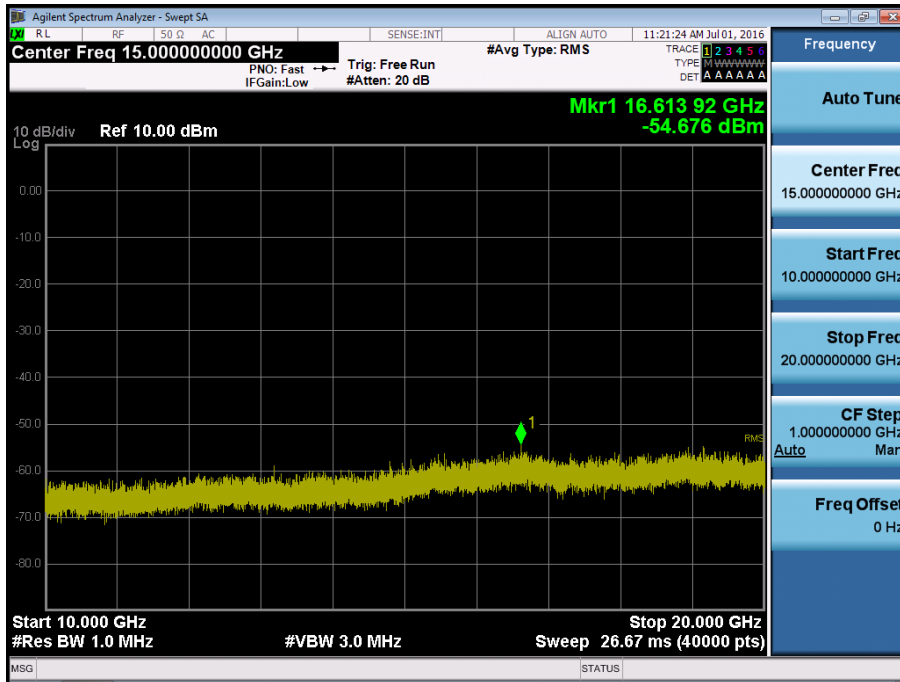 Agilent Spectrum Analyzer - Swept SA
LXI RL RF 50 Ω AC SENSE:INT ALIGN AUTO 11:21:24 AM Jul 01, 2016
Center Freq 15.000000000 GHz
PNO: Fast
IFGain:Low
Trig: Free Run
#Atten: 20 dB
#Avg Type: RMS
TRACE 1 2 3 4 5 6
TYPE M WWWWW
DET A A A A A A
Mkr1 16.613 92 GHz
-54.676 dBm
10 dB/div Ref 10.00 dBm
Log
0.00
-10.0
-20.0
-30.0
-40.0
-50.0
-60.0
-70.0
-80.0
1
RMS
Start 10.000 GHz Stop 20.000 GHz
#Res BW 1.0 MHz #VBW 3.0 MHz Sweep 26.67 ms (40000 pts)
MSG STATUS
Frequency
Auto Tune
Center Freq
15.000000000 GHz
Start Freq
10.000000000 GHz
Stop Freq
20.000000000 GHz
CF Step
1.000000000 GHz
Auto Man
Freq Offset
0 Hz